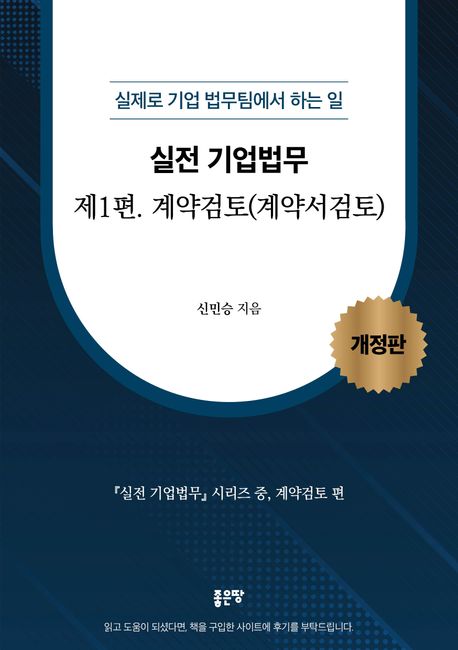 실제로 기업 법무팀에서 하는 일
실전 기업법무
제1편. 계약검토(계약서검토)
신민승 지음
개정판
『실전 기업법무』 시리즈 중, 계약검토 편
좋은땅
읽고 도움이 되셨다면, 책을 구입한 사이트에 후기를 부탁드립니다.